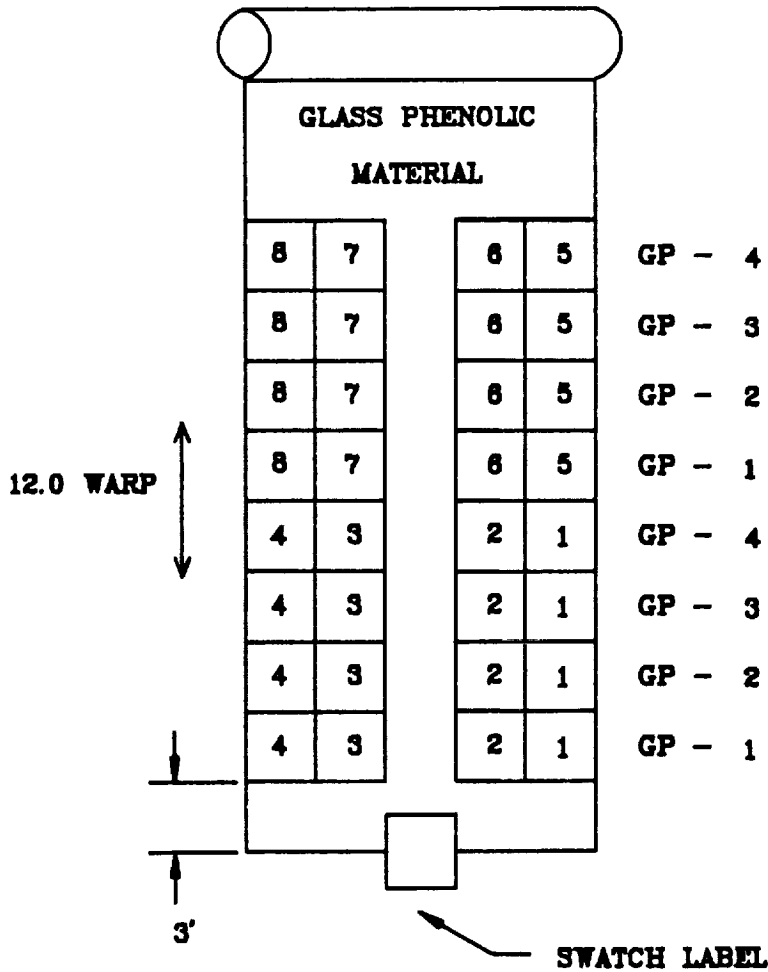 GLASS PHENOLIC
MATERIAL
8 7 6 5 GP - 4
8 7 6 5 GP - 3
8 7 6 5 GP - 2
8 7 6 5 GP - 1
12.0 WARP
4 3 2 1 GP - 4
4 3 2 1 GP - 3
4 3 2 1 GP - 2
4 3 2 1 GP - 1
3'
SWATCH LABEL